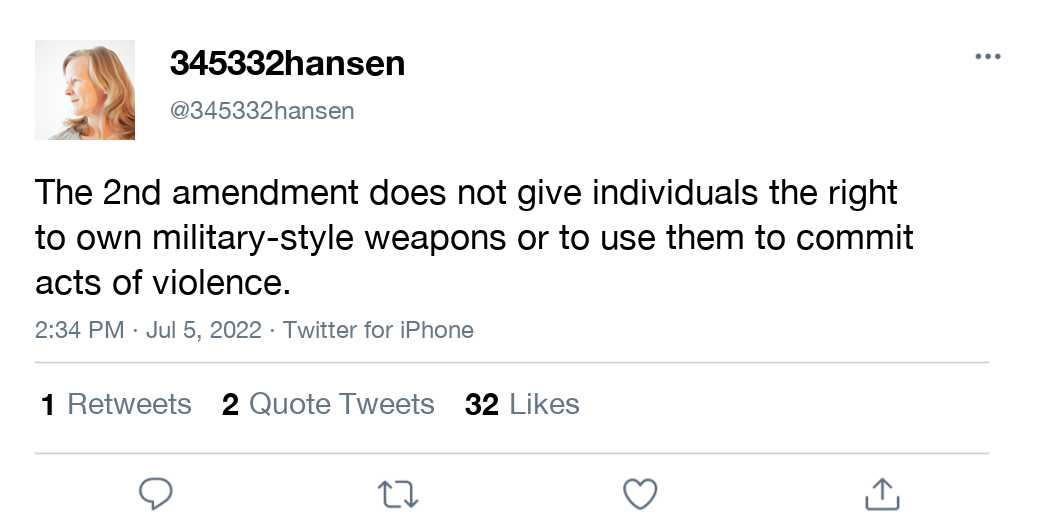 345332hansen
@345332hansen
The 2nd amendment does not give individuals the right
to own military-style weapons or to use them to commit
acts of violence.
2:34 PM · Jul 5, 2022 · Twitter for iPhone
1 Retweets 2 Quote Tweets 32 Likes